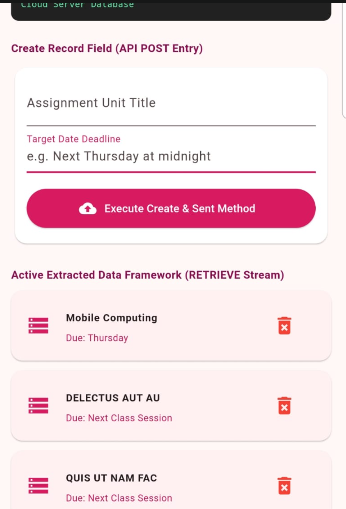 Cloud Server Database
Create Record Field (API POST Entry)
Assignment Unit Title
Target Date Deadline
e.g. Next Thursday at midnight
Execute Create & Sent Method
Active Extracted Data Framework (RETRIEVE Stream)
Mobile Computing
Due: Thursday
DELECTUS AUT AU
Due: Next Class Session
QUIS UT NAM FAC
Due: Next Class Session